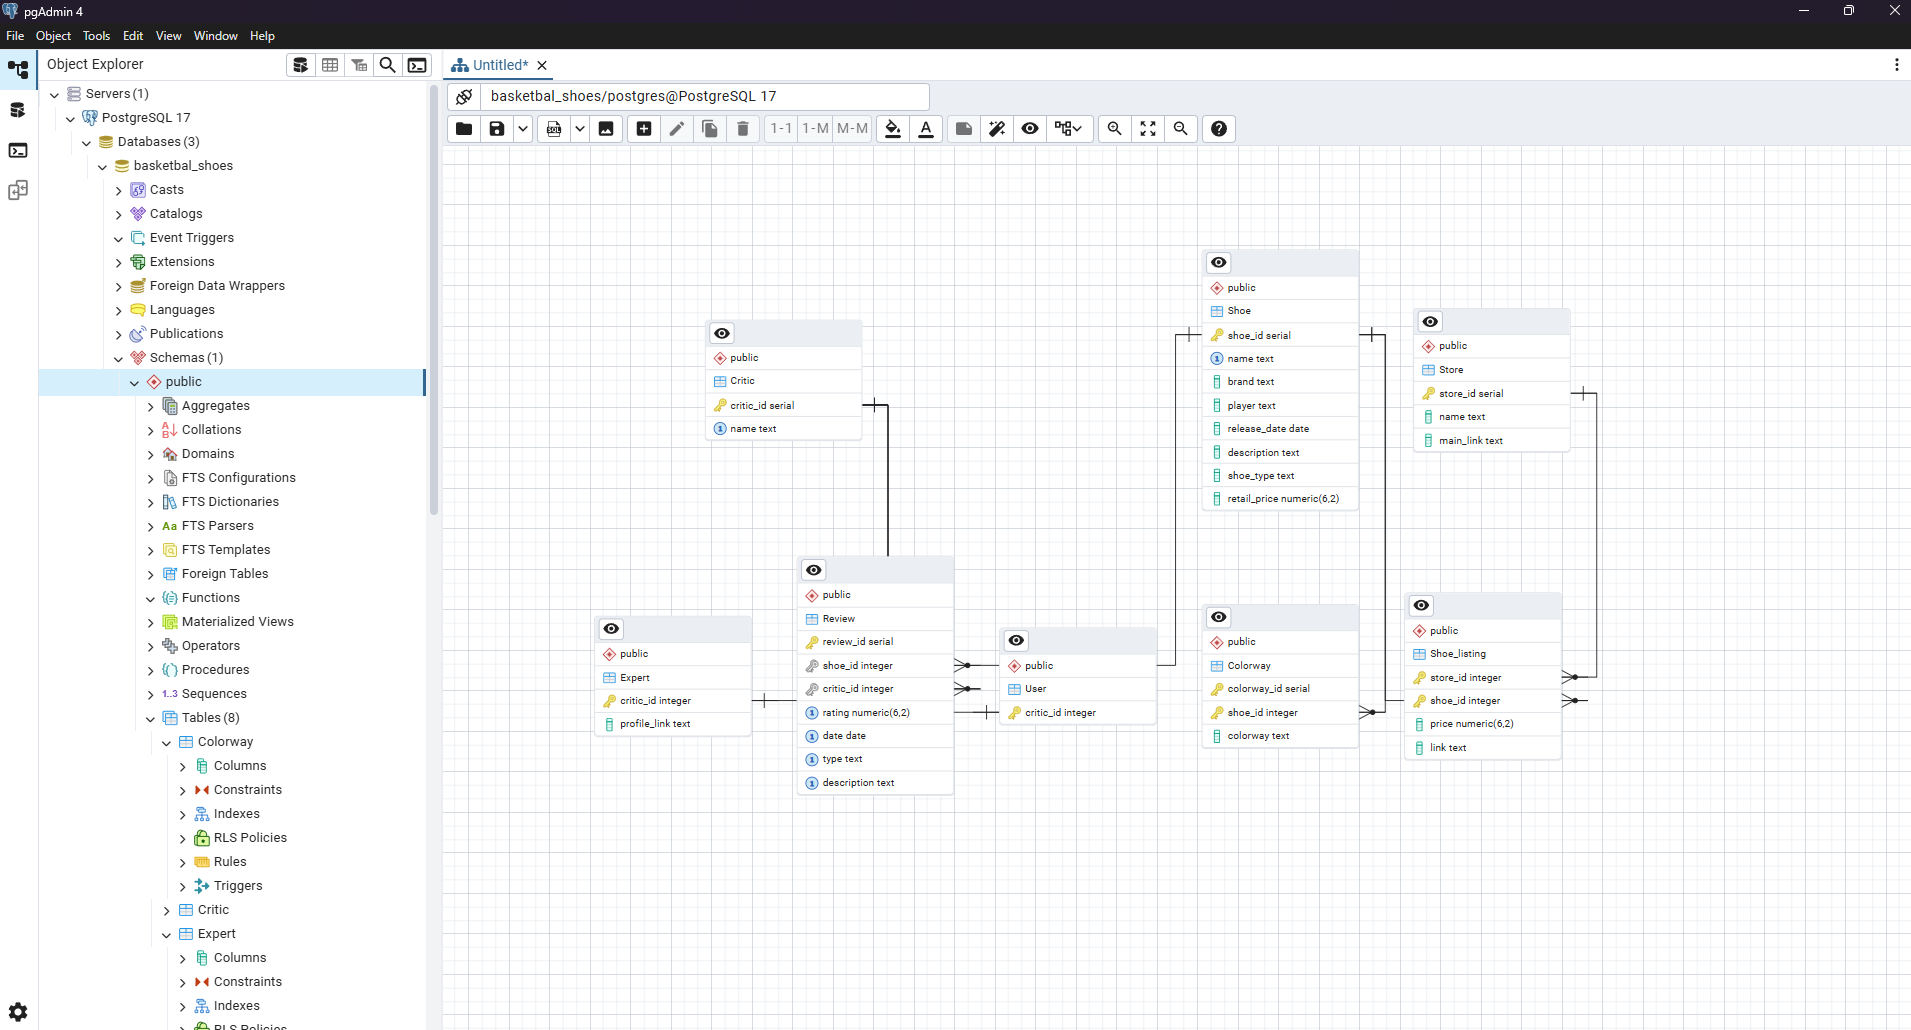 pgAdmin 4
File Object Tools Edit View Window Help
Object Explorer
Untitled*
basketbal_shoes/postgres@PostgreSQL 17
SQL
1-1 1-M M-M
A
Servers (1)
PostgreSQL 17
Databases (3)
basketbal_shoes
Casts
Catalogs
Event Triggers
Extensions
Foreign Data Wrappers
Languages
Publications
Schemas (1)
public
Aggregates
Collations
Domains
FTS Configurations
FTS Dictionaries
Aa FTS Parsers
FTS Templates
Foreign Tables
Functions
Materialized Views
Operators
Procedures
1..3 Sequences
Tables (8)
Colorway
Columns
Constraints
Indexes
RLS Policies
Rules
Triggers
Critic
Expert
Columns
Constraints
Indexes
RLS Policies
public
Critic
critic_id serial
name text
public
Shoe
shoe_id serial
name text
brand text
player text
release_date date
description text
shoe_type text
retail_price numeric(6,2)
public
Store
store_id serial
name text
main_link text
public
Expert
critic_id integer
profile_link text
public
Review
review_id serial
shoe_id integer
critic_id integer
rating numeric(6,2)
date date
type text
description text
public
User
critic_id integer
public
Colorway
colorway_id serial
shoe_id integer
colorway text
public
Shoe_listing
store_id integer
shoe_id integer
price numeric(6,2)
link text